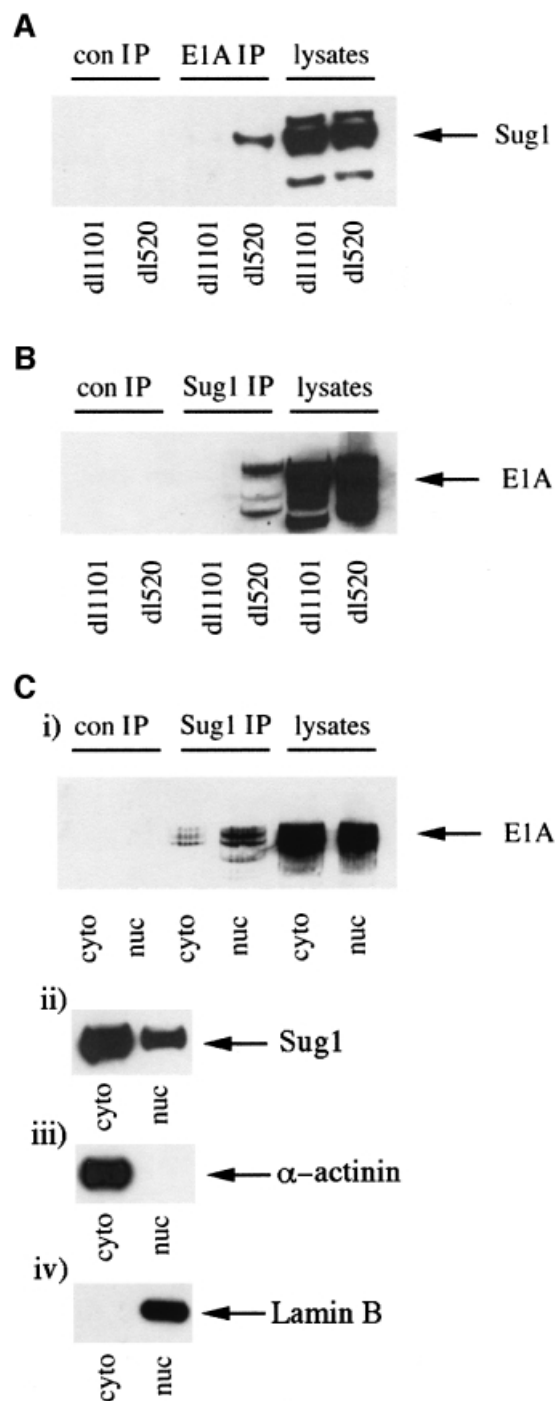 A
con IP E1A IP lysates
Sug1
dl1101 dl520 dl1101 dl520 dl1101 dl520
B
con IP Sug1 IP lysates
E1A
dl1101 dl520 dl1101 dl520 dl1101 dl520
C
i) con IP Sug1 IP lysates
E1A
cyto nuc cyto nuc cyto nuc
ii)
Sug1
cyto nuc
iii)
α–actinin
cyto nuc
iv)
Lamin B
cyto nuc